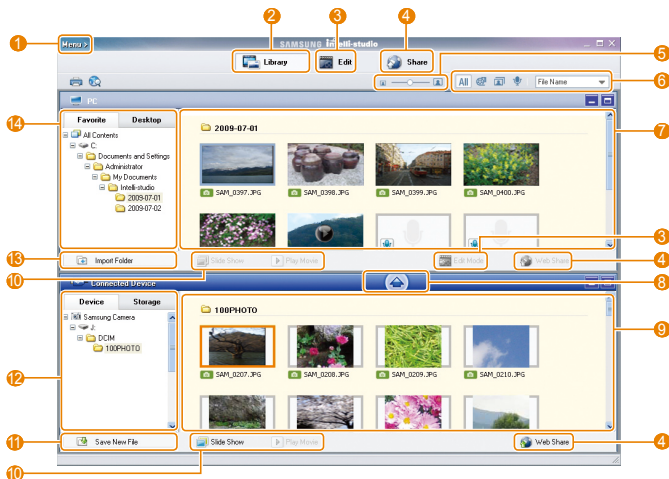 2 3 4
1 Menu > SAMSUNG intelli-studio
Library Edit Share 5
All File Name 6
PC
14 Favorite Desktop 7
All Contents
C:
Documents and Settings
Administrator
My Documents
Intelli-studio
2009-07-01
2009-07-02
2009-07-01
SAM_0397.JPG SAM_0398.JPG SAM_0399.JPG SAM_0400.JPG
3
13 Import Folder Slide Show Play Movie Edit Mode Web Share 4
10
Connected Device 8
Device Storage
Samsung Camera
J:
DCIM
100PHOTO
100PHOTO
9
SAM_0207.JPG SAM_0208.JPG SAM_0209.JPG SAM_0210.JPG
12
11 Save New File Slide Show Play Movie Web Share 4
10